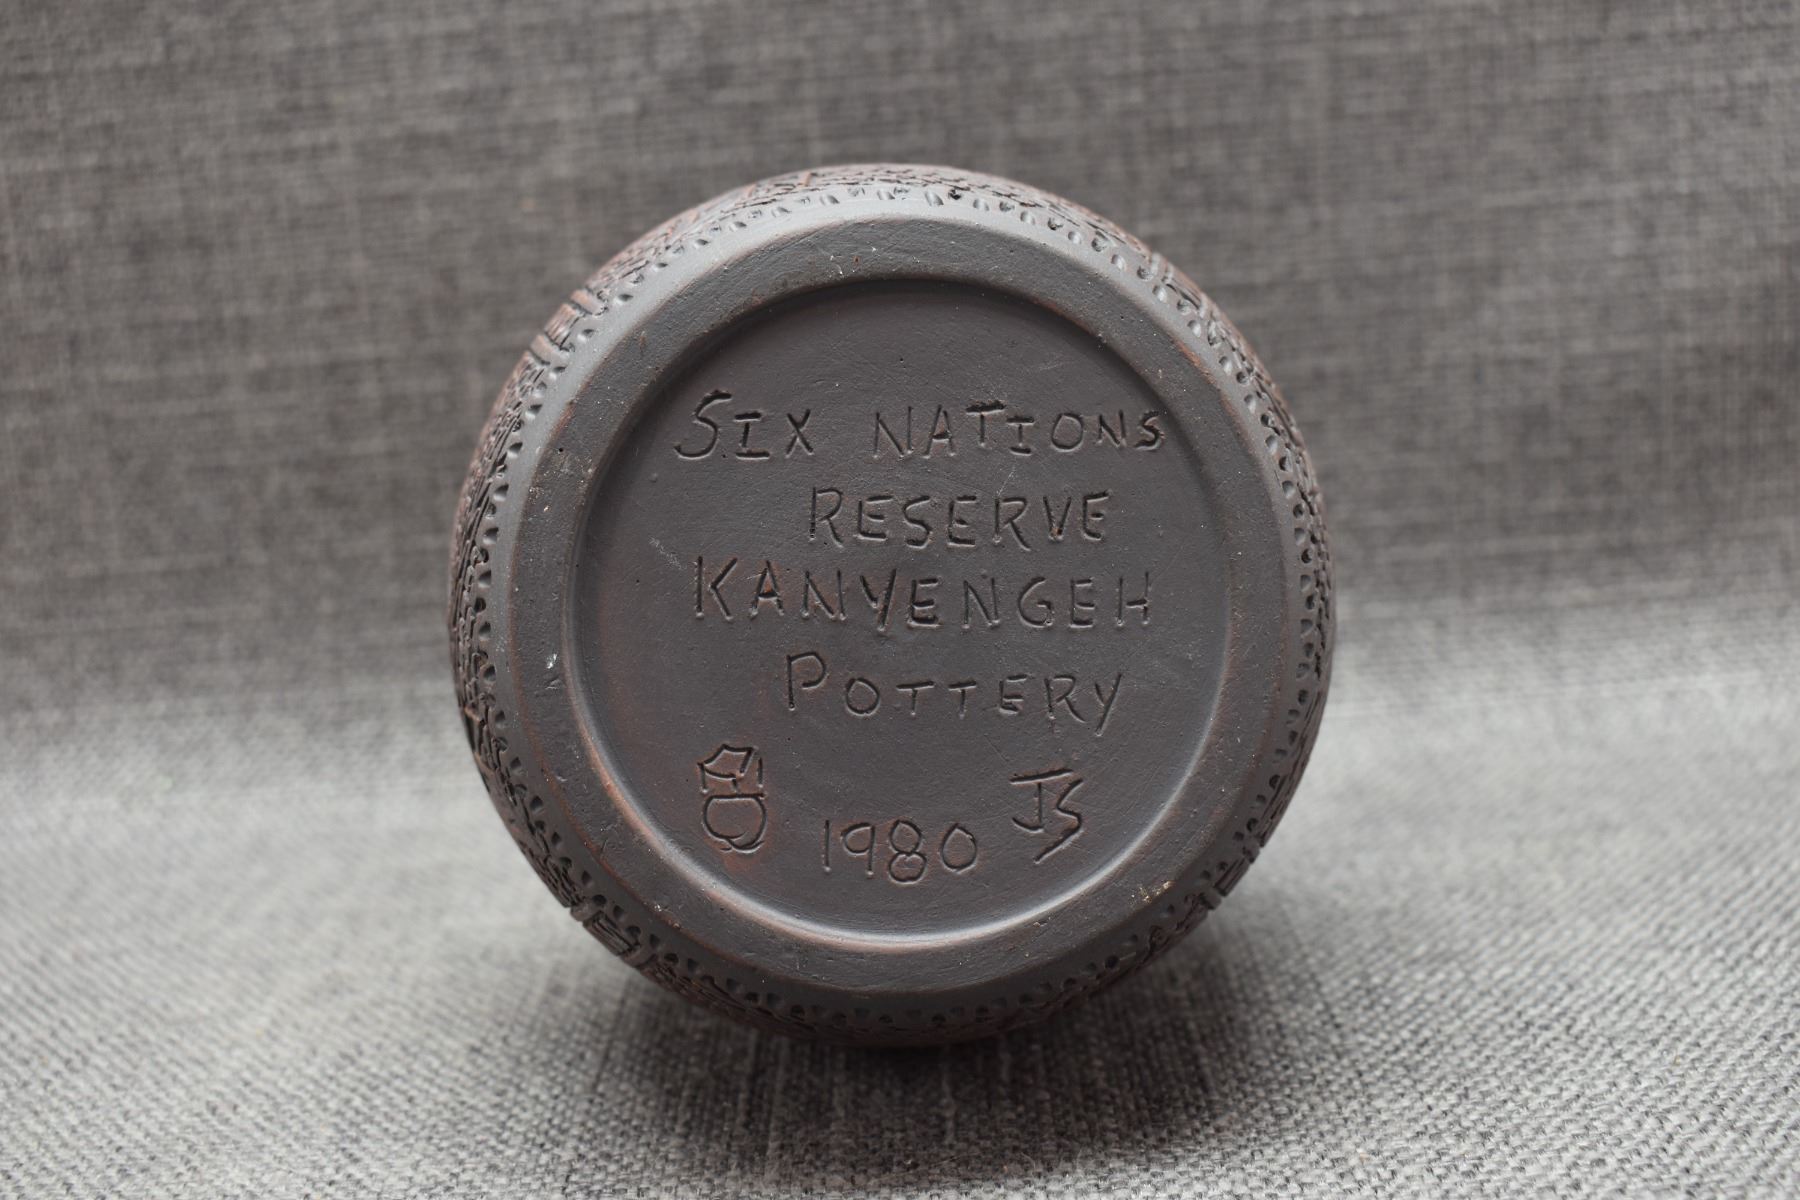 SIX NATIONS
RESERVE
KANYENGEH
POTTERY
1980 JS